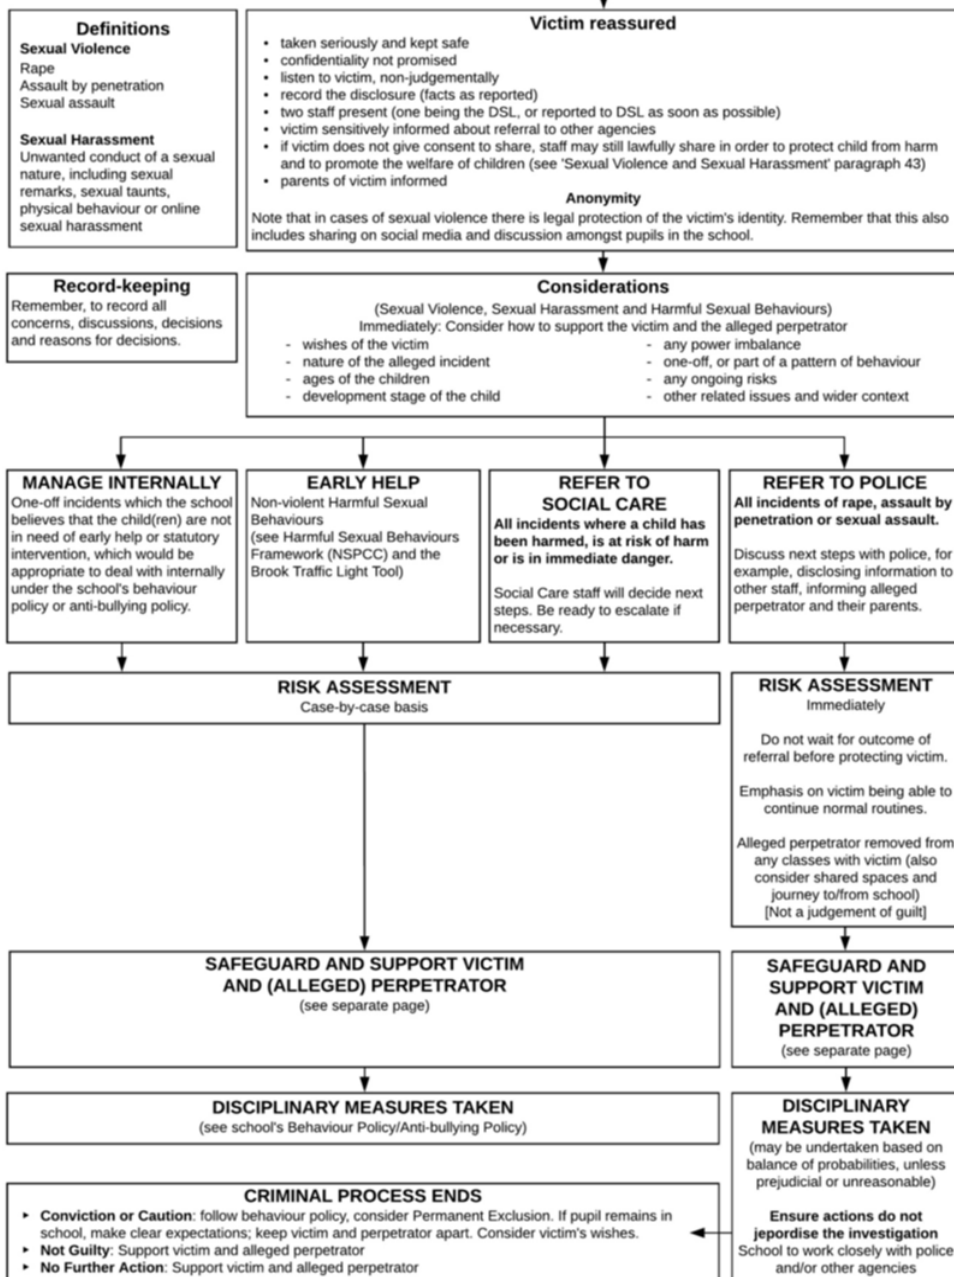 Definitions
Sexual Violence
Rape
Assault by penetration
Sexual assault
Sexual Harassment
Unwanted conduct of a sexual
nature, including sexual
remarks, sexual taunts,
physical behaviour or online
sexual harassment
Victim reassured
• taken seriously and kept safe
• confidentiality not promised
• listen to victim, non-judgementally
• record the disclosure (facts as reported)
• two staff present (one being the DSL, or reported to DSL as soon as possible)
• victim sensitively informed about referral to other agencies
• if victim does not give consent to share, staff may still lawfully share in order to protect child from harm
and to promote the welfare of children (see 'Sexual Violence and Sexual Harassment' paragraph 43)
• parents of victim informed
Anonymity
Note that in cases of sexual violence there is legal protection of the victim's identity. Remember that this also
includes sharing on social media and discussion amongst pupils in the school.
Record-keeping
Remember, to record all
concerns, discussions, decisions
and reasons for decisions.
Considerations
(Sexual Violence, Sexual Harassment and Harmful Sexual Behaviours)
Immediately: Consider how to support the victim and the alleged perpetrator
- wishes of the victim
- nature of the alleged incident
- ages of the children
- development stage of the child
- any power imbalance
- one-off, or part of a pattern of behaviour
- any ongoing risks
- other related issues and wider context
MANAGE INTERNALLY
One-off incidents which the school
believes that the child(ren) are not
in need of early help or statutory
intervention, which would be
appropriate to deal with internally
under the school's behaviour
policy or anti-bullying policy.
EARLY HELP
Non-violent Harmful Sexual
Behaviours
(see Harmful Sexual Behaviours
Framework (NSPCC) and the
Brook Traffic Light Tool)
REFER TO
SOCIAL CARE
All incidents where a child has
been harmed, is at risk of harm
or is in immediate danger.
Social Care staff will decide next
steps. Be ready to escalate if
necessary.
REFER TO POLICE
All incidents of rape, assault by
penetration or sexual assault.
Discuss next steps with police, for
example, disclosing information to
other staff, informing alleged
perpetrator and their parents.
RISK ASSESSMENT
Case-by-case basis
RISK ASSESSMENT
Immediately
Do not wait for outcome of
referral before protecting victim.
Emphasis on victim being able to
continue normal routines.
Alleged perpetrator removed from
any classes with victim (also
consider shared spaces and
journey to/from school)
[Not a judgement of guilt]
SAFEGUARD AND SUPPORT VICTIM
AND (ALLEGED) PERPETRATOR
(see separate page)
SAFEGUARD AND
SUPPORT VICTIM
AND (ALLEGED)
PERPETRATOR
(see separate page)
DISCIPLINARY MEASURES TAKEN
(see school's Behaviour Policy/Anti-bullying Policy)
DISCIPLINARY
MEASURES TAKEN
(may be undertaken based on
balance of probabilities, unless
prejudicial or unreasonable)
Ensure actions do not
jepordise the investigation
School to work closely with police
and/or other agencies
CRIMINAL PROCESS ENDS
‣ Conviction or Caution: follow behaviour policy, consider Permanent Exclusion. If pupil remains in
school, make clear expectations; keep victim and perpetrator apart. Consider victim's wishes.
‣ Not Guilty: Support victim and alleged perpetrator
‣ No Further Action: Support victim and alleged perpetrator